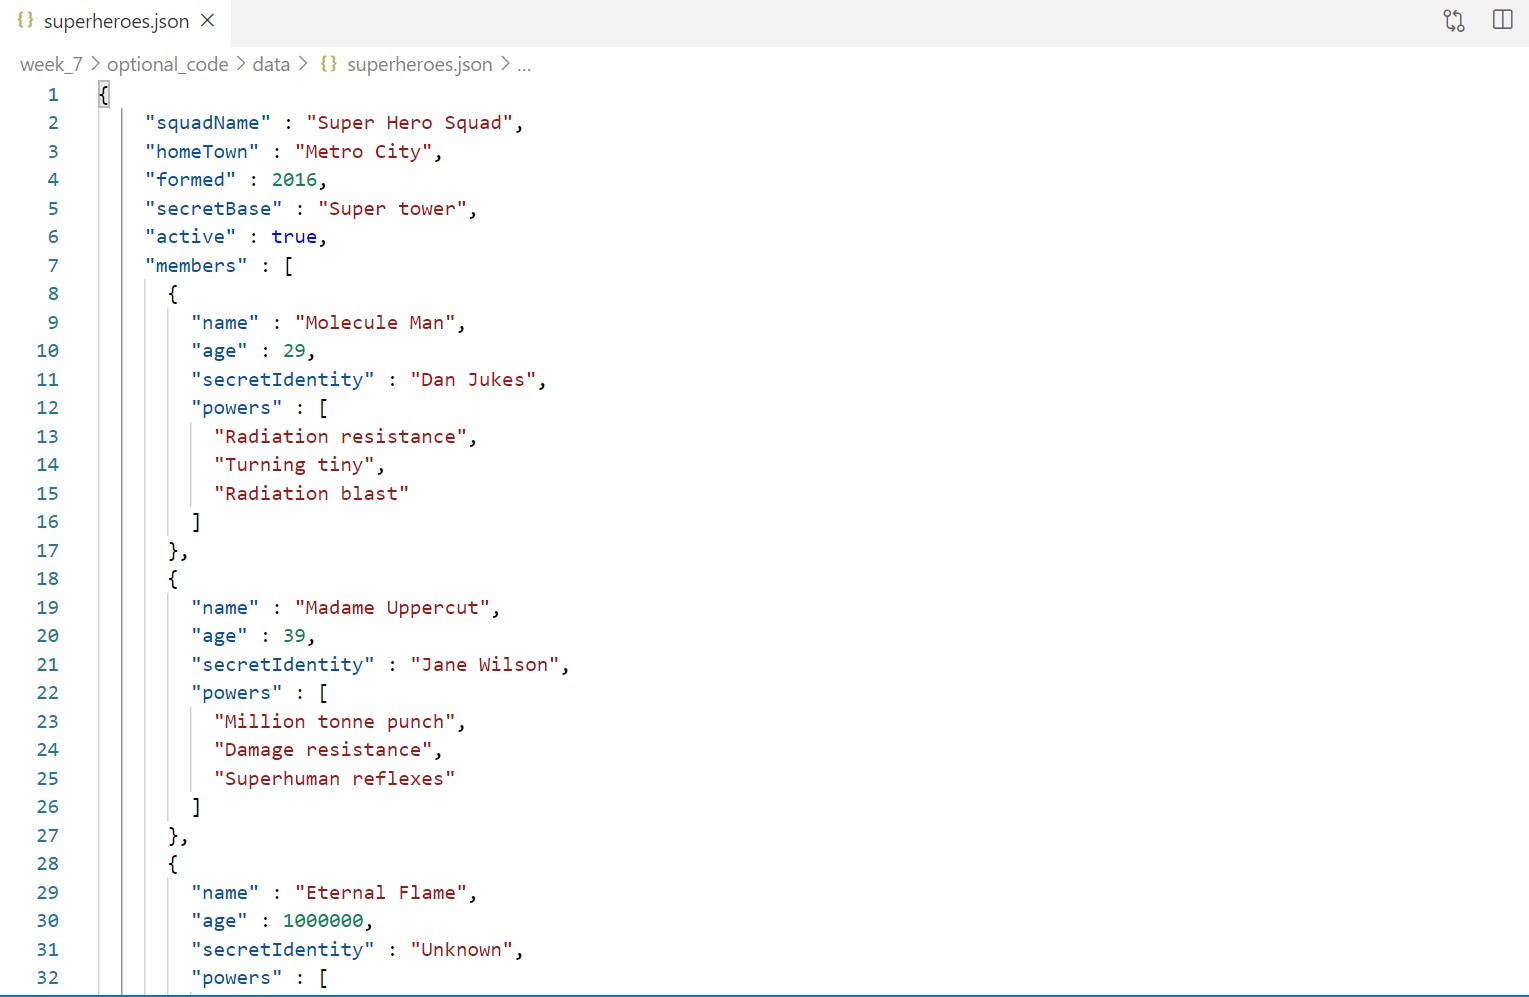 {} superheroes.json ×
week_7 > optional_code > data > {} superheroes.json > ...
1 {
2 "squadName" : "Super Hero Squad",
3 "homeTown" : "Metro City",
4 "formed" : 2016,
5 "secretBase" : "Super tower",
6 "active" : true,
7 "members" : [
8 {
9 "name" : "Molecule Man",
10 "age" : 29,
11 "secretIdentity" : "Dan Jukes",
12 "powers" : [
13 "Radiation resistance",
14 "Turning tiny",
15 "Radiation blast"
16 ]
17 },
18 {
19 "name" : "Madame Uppercut",
20 "age" : 39,
21 "secretIdentity" : "Jane Wilson",
22 "powers" : [
23 "Million tonne punch",
24 "Damage resistance",
25 "Superhuman reflexes"
26 ]
27 },
28 {
29 "name" : "Eternal Flame",
30 "age" : 1000000,
31 "secretIdentity" : "Unknown",
32 "powers" : [